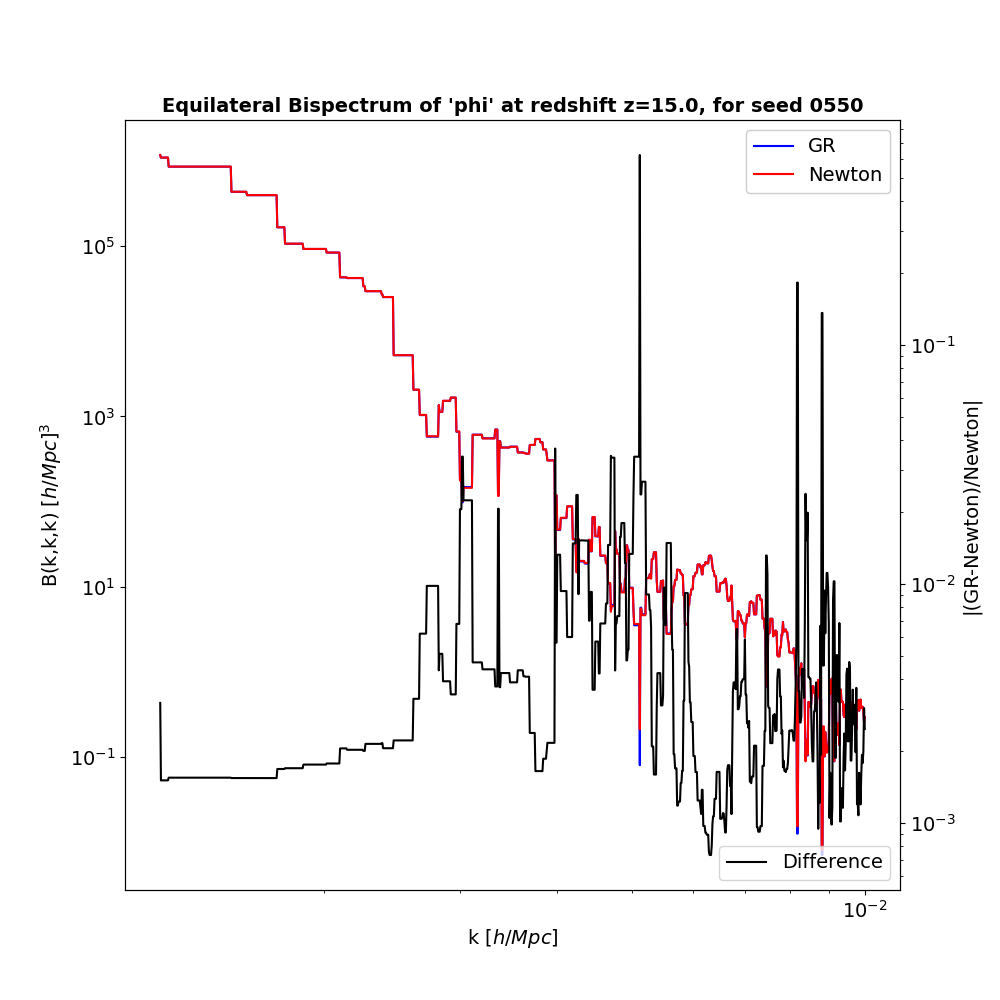 Equilateral Bispectrum of 'phi' at redshift z=15.0, for seed 0550
GR
Newton
10^5
10^3
10^1
10^{-1}
B(k,k,k) [h/Mpc]^3
10^{-1}
10^{-2}
10^{-3}
|(GR-Newton)/Newton|
Difference
10^{-2}
k [h/Mpc]